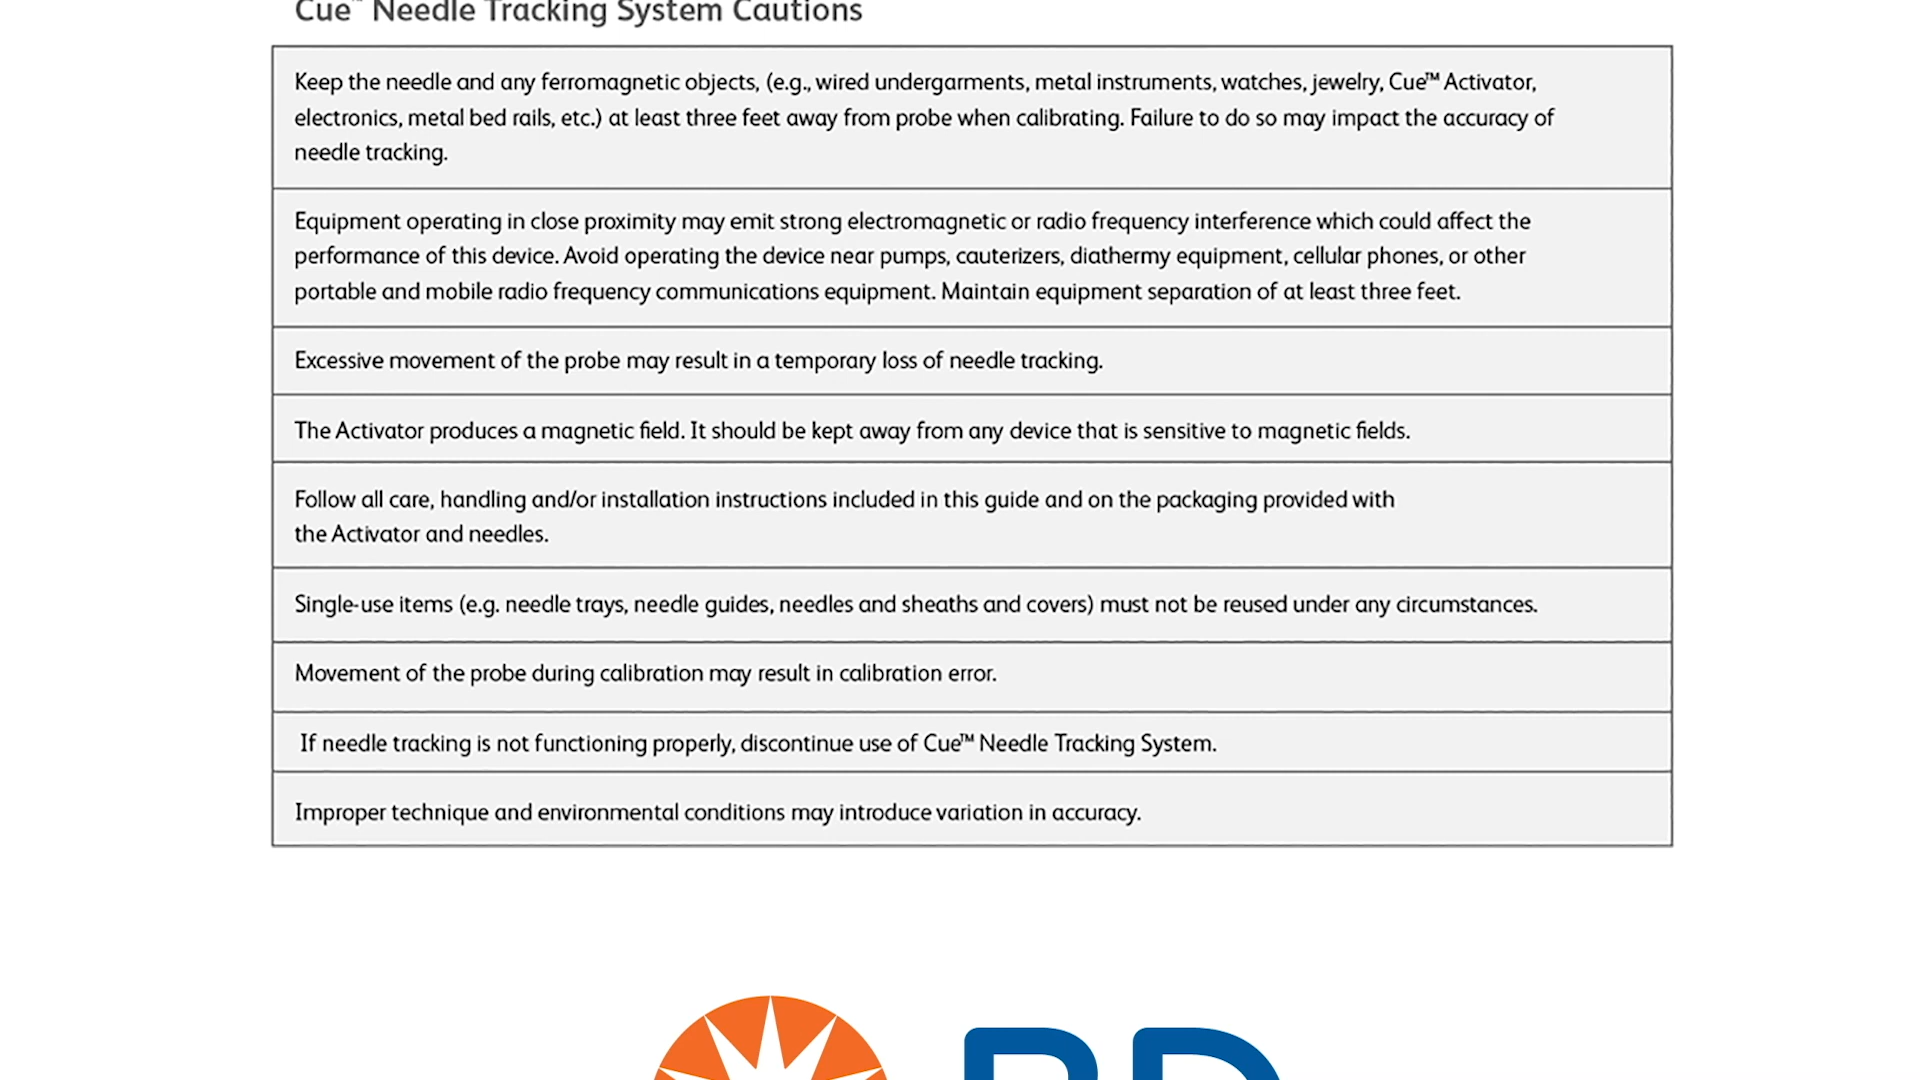 Cue™ Needle Tracking System Cautions
Keep the needle and any ferromagnetic objects, (e.g., wired undergarments, metal instruments, watches, jewelry, Cue™ Activator,
electronics, metal bed rails, etc.) at least three feet away from probe when calibrating. Failure to do so may impact the accuracy of
needle tracking.
Equipment operating in close proximity may emit strong electromagnetic or radio frequency interference which could affect the
performance of this device. Avoid operating the device near pumps, cauterizers, diathermy equipment, cellular phones, or other
portable and mobile radio frequency communications equipment. Maintain equipment separation of at least three feet.
Excessive movement of the probe may result in a temporary loss of needle tracking.
The Activator produces a magnetic field. It should be kept away from any device that is sensitive to magnetic fields.
Follow all care, handling and/or installation instructions included in this guide and on the packaging provided with
the Activator and needles.
Single-use items (e.g. needle trays, needle guides, needles and sheaths and covers) must not be reused under any circumstances.
Movement of the probe during calibration may result in calibration error.
If needle tracking is not functioning properly, discontinue use of Cue™ Needle Tracking System.
Improper technique and environmental conditions may introduce variation in accuracy.
BD